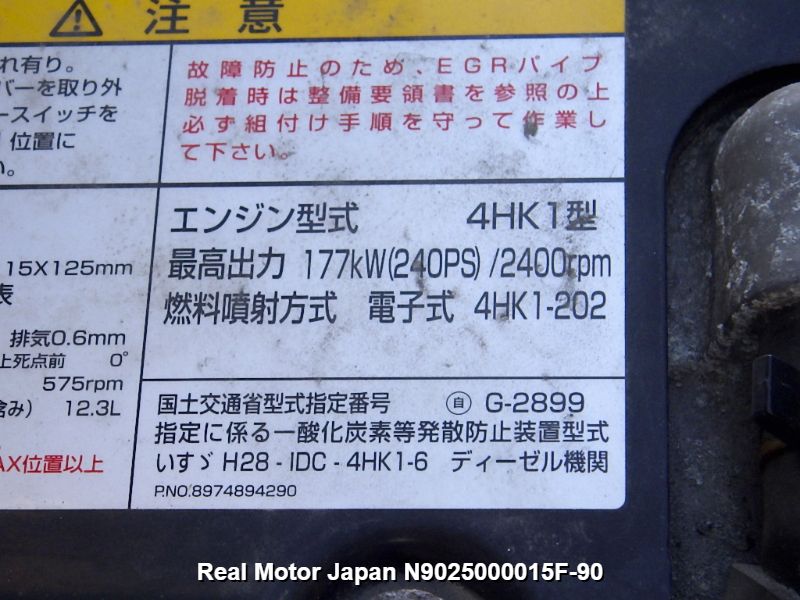 注意
れ有り。
バーを取り外
ースイッチを
位置に
い。
故障防止のため、EGRパイプ
脱着時は整備要領書を参照の上
必ず組付け手順を守って作業し
て下さい。
15X125mm
表
排気0.6mm
上死点前 0°
575rpm
含み) 12.3L
AX位置以上
エンジン型式 4HK1型
最高出力 177kW(240PS)/2400rpm
燃料噴射方式 電子式 4HK1-202
国土交通省型式指定番号 自 G-2899
指定に係る一酸化炭素等発散防止装置型式
いすゞ H28-IDC-4HK1-6 ディーゼル機関
P.NO.8974894290
Real Motor Japan N9025000015F-90